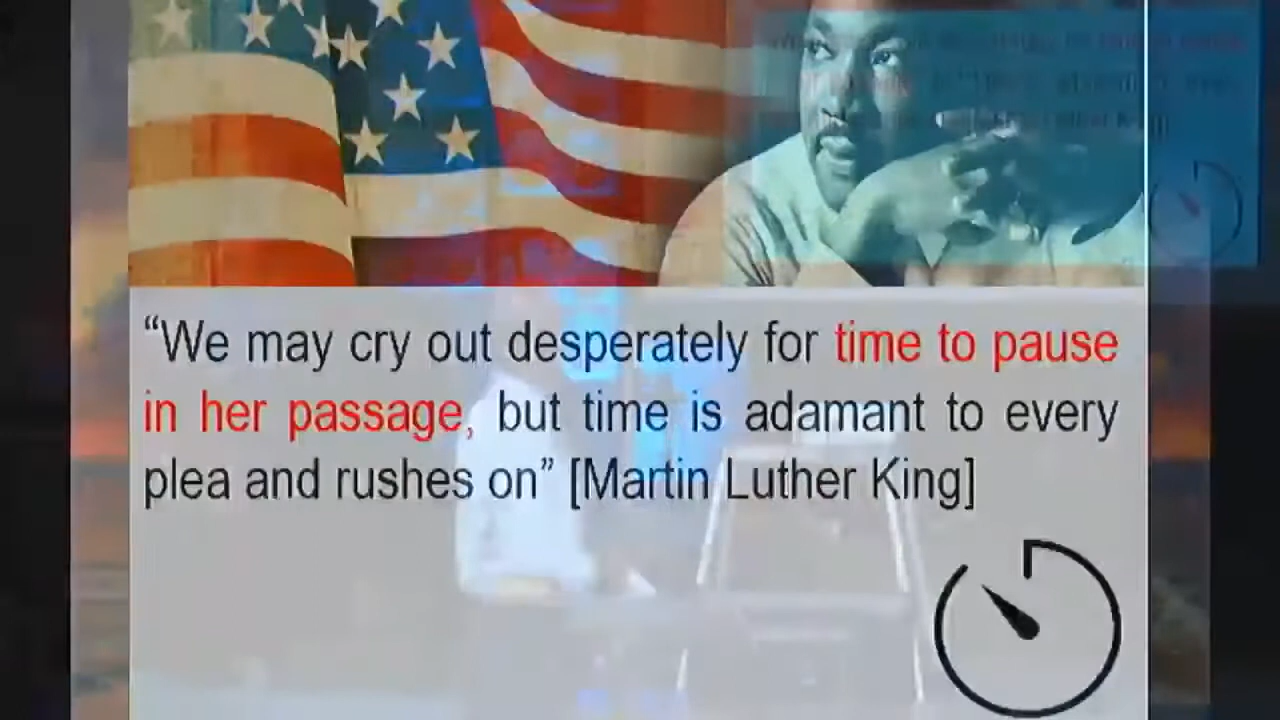 “We may cry out desperately for time to pause
in her passage, but time is adamant to every
plea and rushes on” [Martin Luther King]